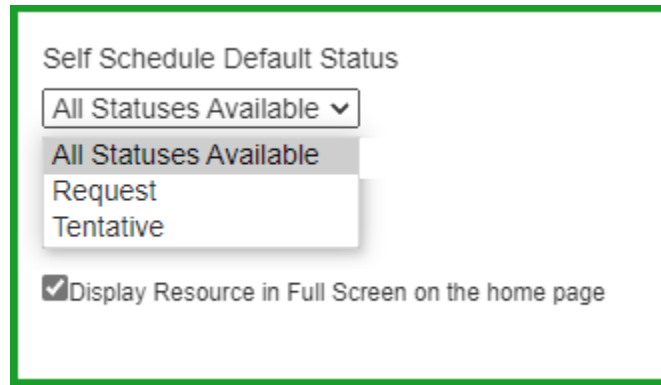 Self Schedule Default Status
All Statuses Available
All Statuses Available
Request
Tentative
Display Resource in Full Screen on the home page